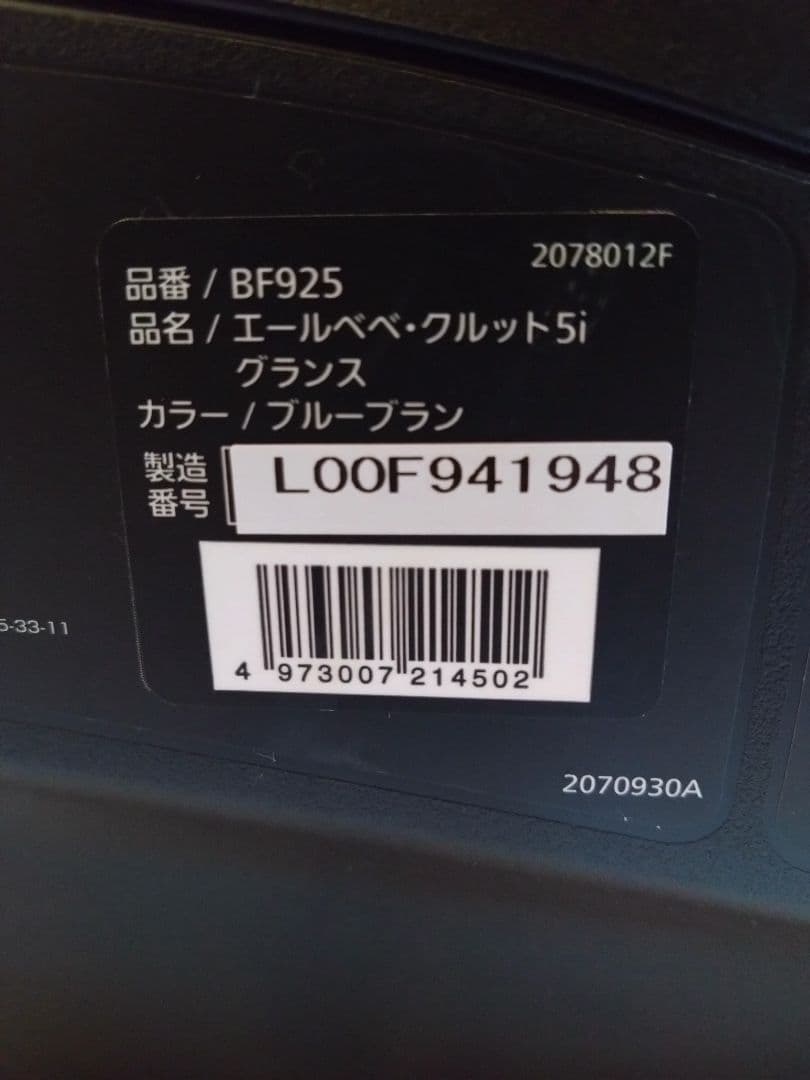 2078012F
品番 / BF925
品名 / エールベベ・クルット5i
グランス
カラー / ブルーブラン
製造
番号
L00F941948
5-33-11
4 973007 214502
2070930A